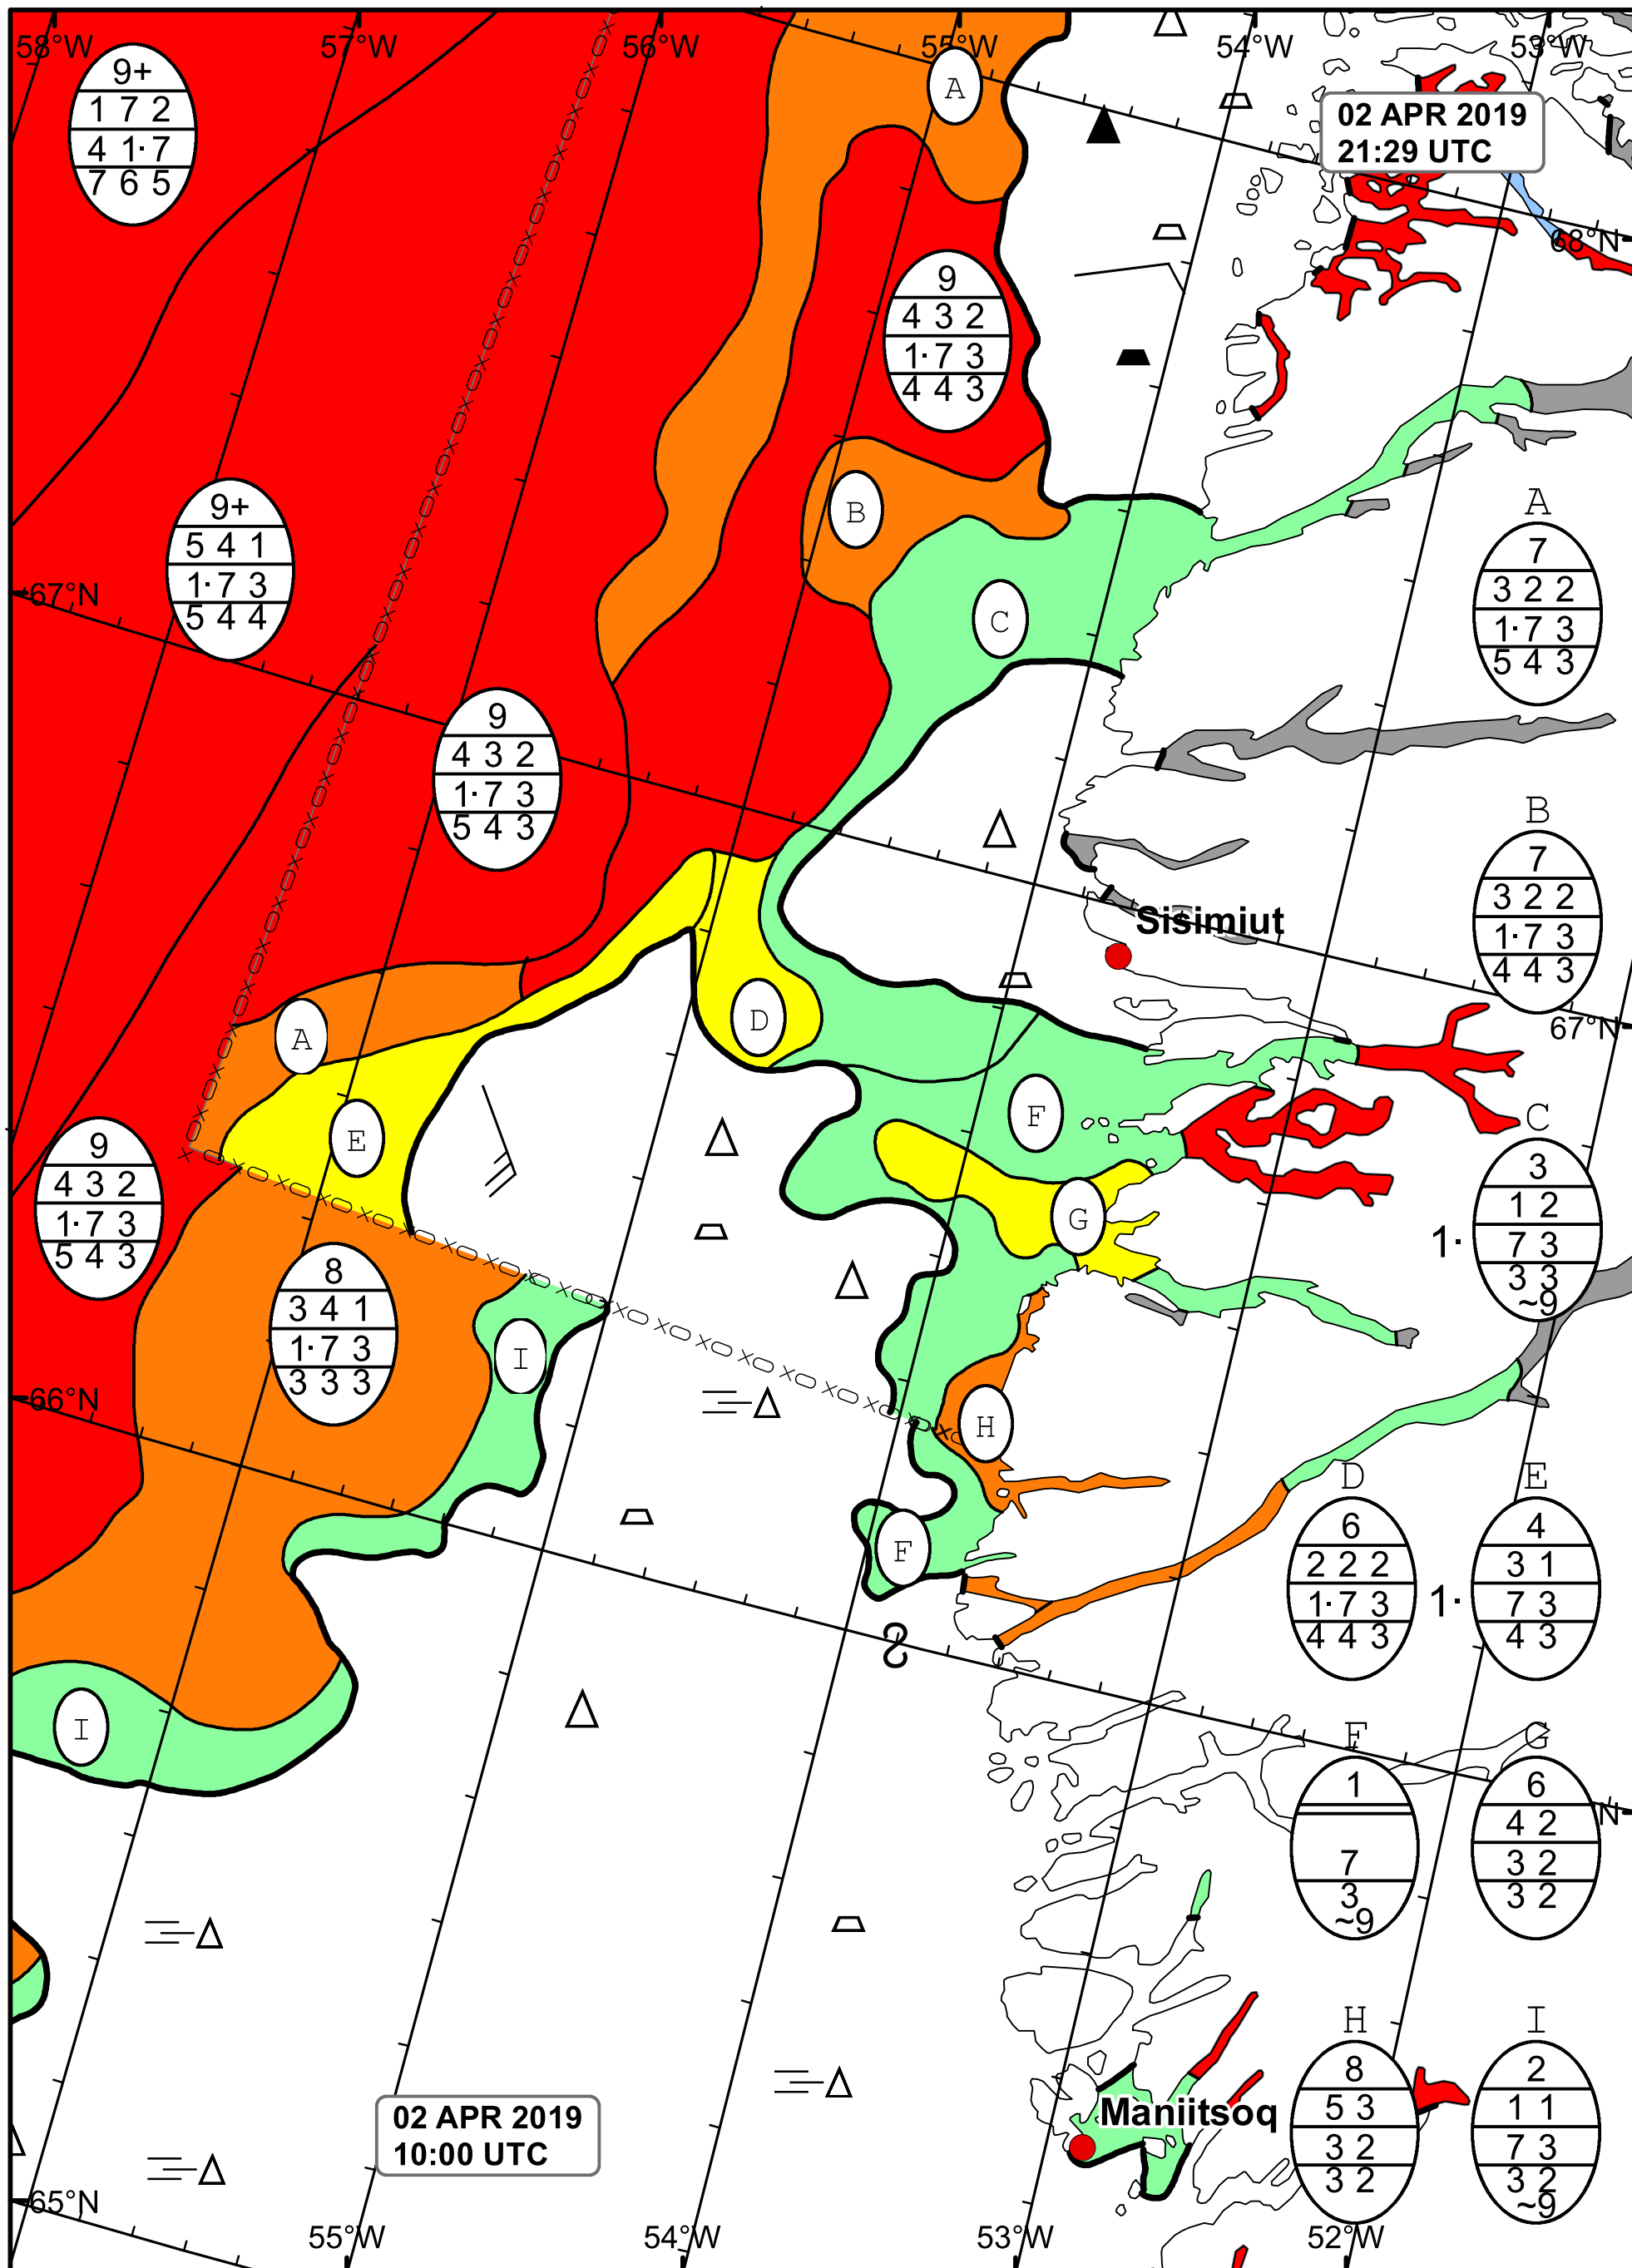 58°W
57°W
56°W
55°W
54°W
53°W
9+
1 7 2
4 1· 7
7 6 5
A
02 APR 2019
21:29 UTC
68°N
9
4 3 2
1· 7 3
4 4 3
9+
5 4 1
1· 7 3
5 4 4
B
A
7
3 2 2
1· 7 3
5 4 3
67°N
C
9
4 3 2
1· 7 3
5 4 3
B
7
3 2 2
1· 7 3
4 4 3
Sisimiut
67°N
D
A
E
F
G
9
4 3 2
1· 7 3
5 4 3
C
3
1 2
1· 7 3
3 3
~9
8
3 4 1
1· 7 3
3 3 3
I
66°N
H
F
D
6
2 2 2
1· 7 3
4 4 3
E
4
3 1
1· 7 3
4 3
I
F
1
7
3
~9
G
6
4 2
3 2
3 2
N
H
8
5 3
3 2
3 2
I
2
1 1
7 3
3 2
~9
Maniitsoq
02 APR 2019
10:00 UTC
65°N
55°W
54°W
53°W
52°W